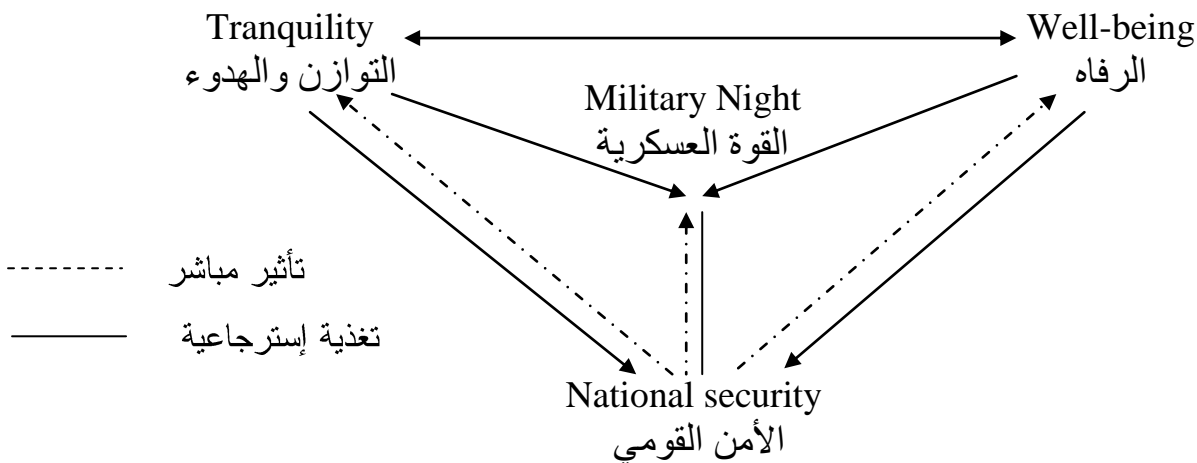 Tranquility
التوازن والهدوء
Well-being
الرفاه
Military Night
القوة العسكرية
تأثير مباشر
تغذية إسترجاعية
National security
الأمن القومي